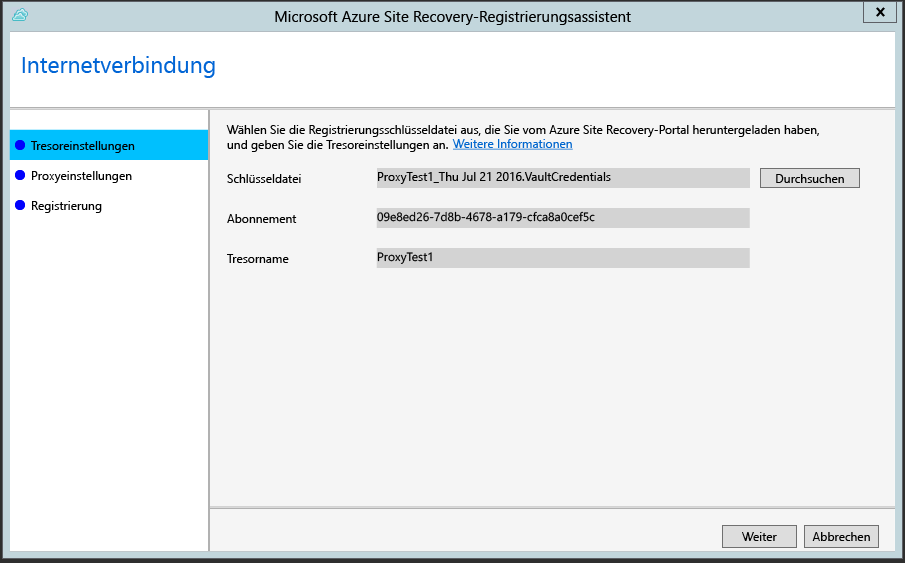 Microsoft Azure Site Recovery-Registrierungsassistent
Internetverbindung
Tresoreinstellungen
Proxyeinstellungen
Registrierung
Wählen Sie die Registrierungsschlüsseldatei aus, die Sie vom Azure Site Recovery-Portal heruntergeladen haben,
und geben Sie die Tresoreinstellungen an. Weitere Informationen
Schlüsseldatei ProxyTest1_Thu Jul 21 2016.VaultCredentials Durchsuchen
Abonnement 09e8ed26-7d8b-4678-a179-cfca8a0cef5c
Tresorname ProxyTest1
Weiter Abbrechen